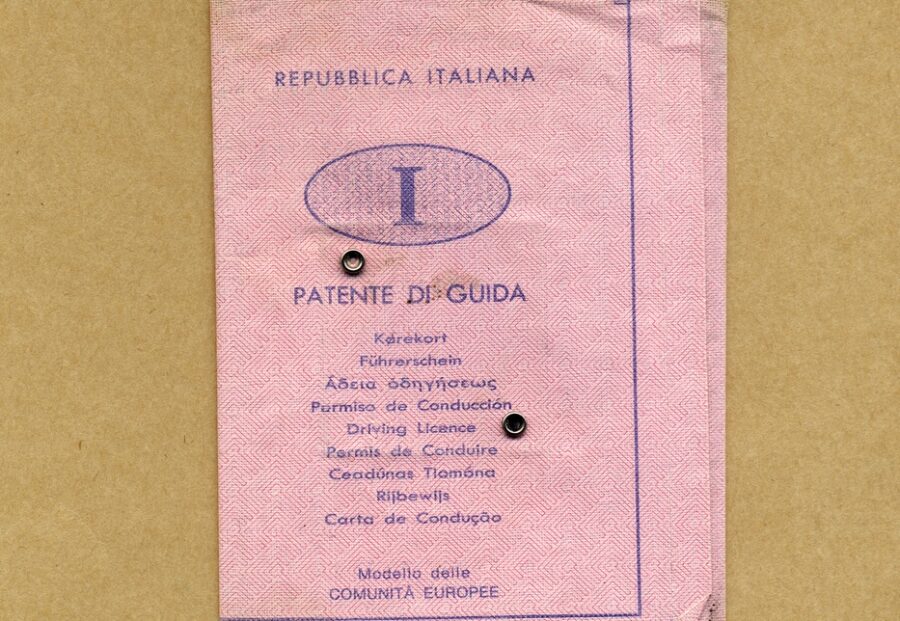 REPUBBLICA ITALIANA
I
PATENTE DI GUIDA
Kørekort
Führerschein
Άδεια όδηγήσεως
Permiso de Conducción
Driving Licence
Permis de Conduire
Ceadúnas Tiomána
Rijbewijs
Carta de Condução
Modello delle
COMUNITÀ EUROPEE